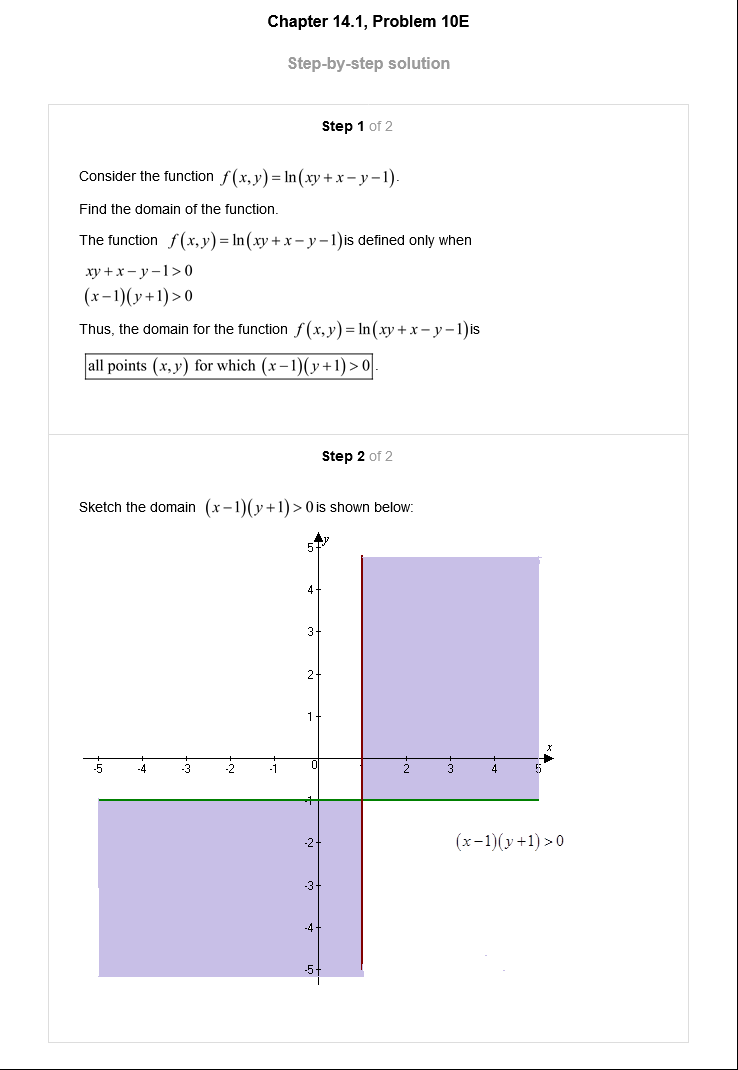 Chapter 14.1, Problem 10E
Step-by-step solution
Step 1 of 2
Consider the function f(x,y)=ln(xy+x−y−1).
Find the domain of the function.
The function f(x,y)=ln(xy+x−y−1)is defined only when
xy+x−y−1>0
(x−1)(y+1)>0
Thus, the domain for the function f(x,y)=ln(xy+x−y−1)is
all points (x,y) for which (x−1)(y+1)>0.
Step 2 of 2
Sketch the domain (x−1)(y+1)>0is shown below:
y
5
4
3
2
1
x
-5 -4 -3 -2 -1 0 2 3 4 5
-1
-2
(x−1)(y+1)>0
-3
-4
-5